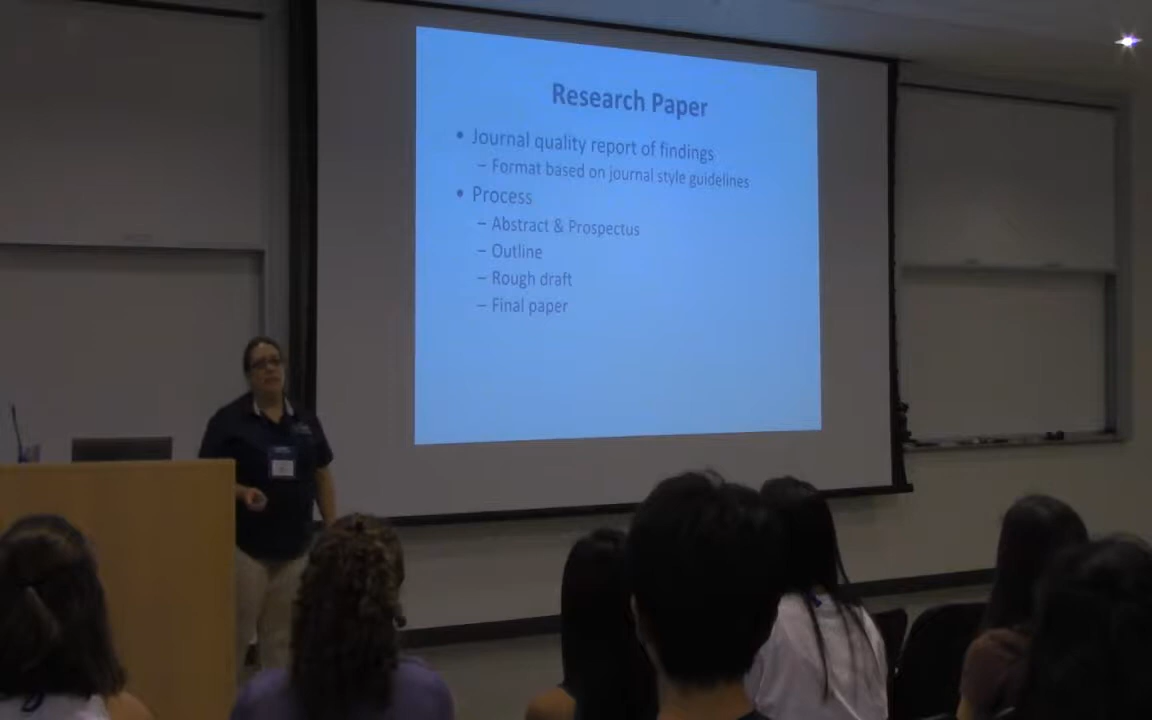 Research Paper
• Journal quality report of findings
– Format based on journal style guidelines
• Process
– Abstract & Prospectus
– Outline
– Rough draft
– Final paper